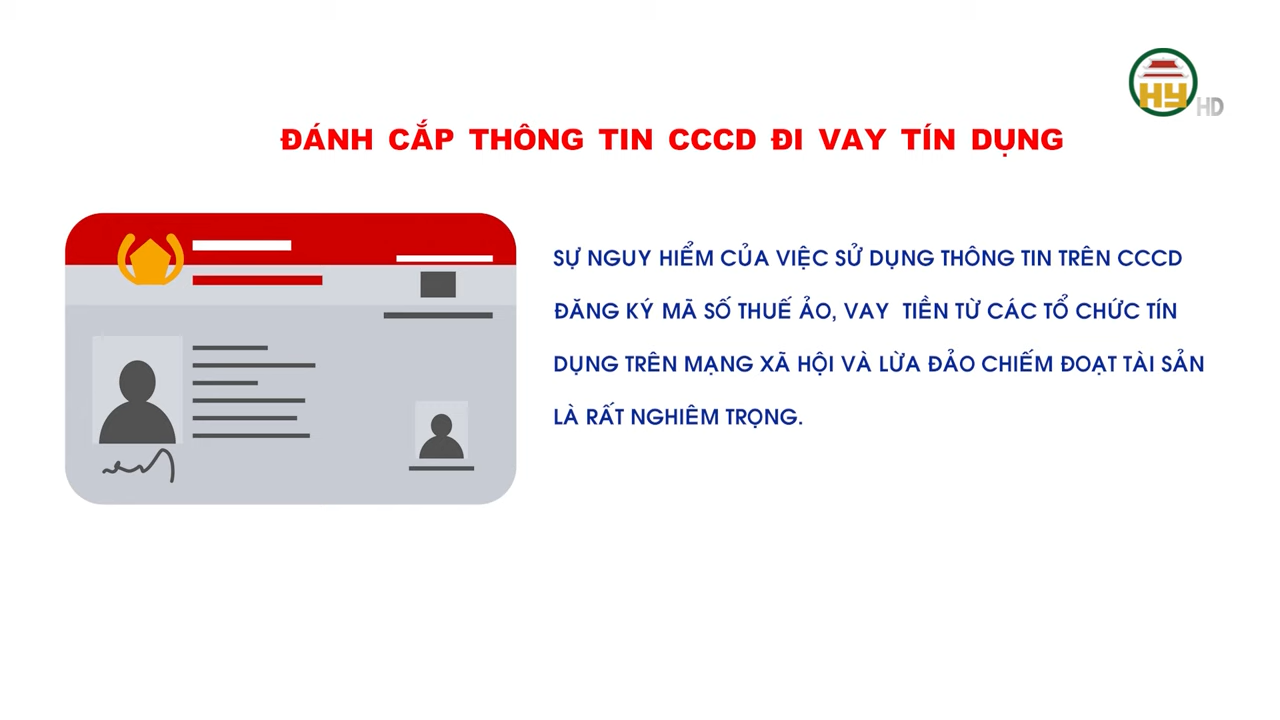 HY HD
ĐÁNH CẮP THÔNG TIN CCCD ĐI VAY TÍN DỤNG
SỰ NGUY HIỂM CỦA VIỆC SỬ DỤNG THÔNG TIN TRÊN CCCD
ĐĂNG KÝ MÃ SỐ THUẾ ẢO, VAY TIỀN TỪ CÁC TỔ CHỨC TÍN
DỤNG TRÊN MẠNG XÃ HỘI VÀ LỪA ĐẢO CHIẾM ĐOẠT TÀI SẢN
LÀ RẤT NGHIÊM TRỌNG.